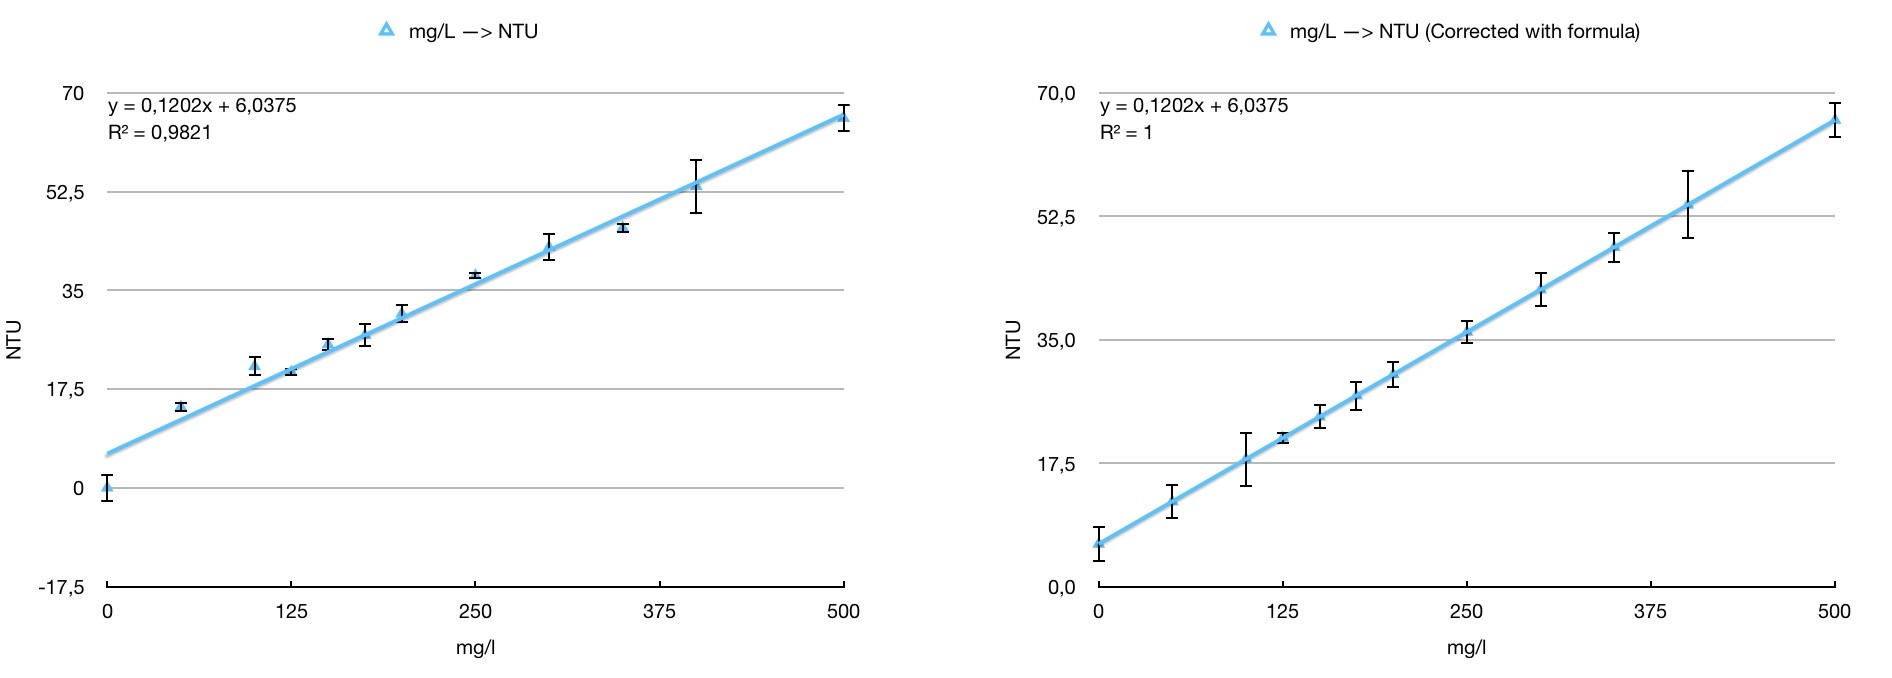 mg/L —> NTU
y = 0,1202x + 6,0375
R² = 0,9821
70
52,5
35
17,5
0
-17,5
NTU
0 125 250 375 500
mg/l
mg/L —> NTU (Corrected with formula)
y = 0,1202x + 6,0375
R² = 1
70,0
52,5
35,0
17,5
0,0
NTU
0 125 250 375 500
mg/l